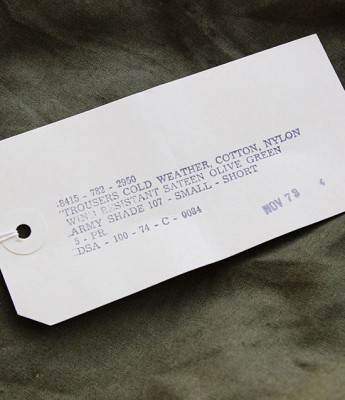 8415 - 782 - 2950
TROUSERS COLD WEATHER, COTTON, NYLON
WIND RESISTANT SATEEN OLIVE GREEN
ARMY SHADE 107 - SMALL - SHORT
5 - PR
DSA - 100 - 74 - C - 0084
NOV 73